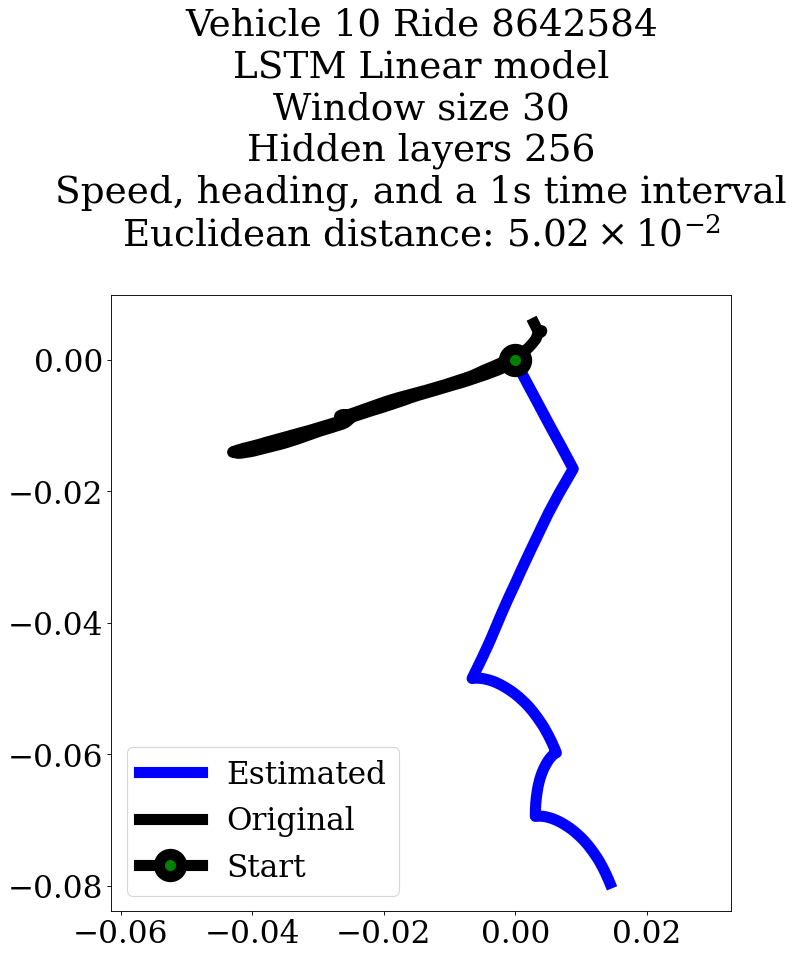 Vehicle 10 Ride 8642584
LSTM Linear model
Window size 30
Hidden layers 256
Speed, heading, and a 1s time interval
Euclidean distance: 5.02 × 10⁻²
0.00
−0.02
−0.04
−0.06
−0.08
Estimated
Original
Start
−0.06 −0.04 −0.02 0.00 0.02